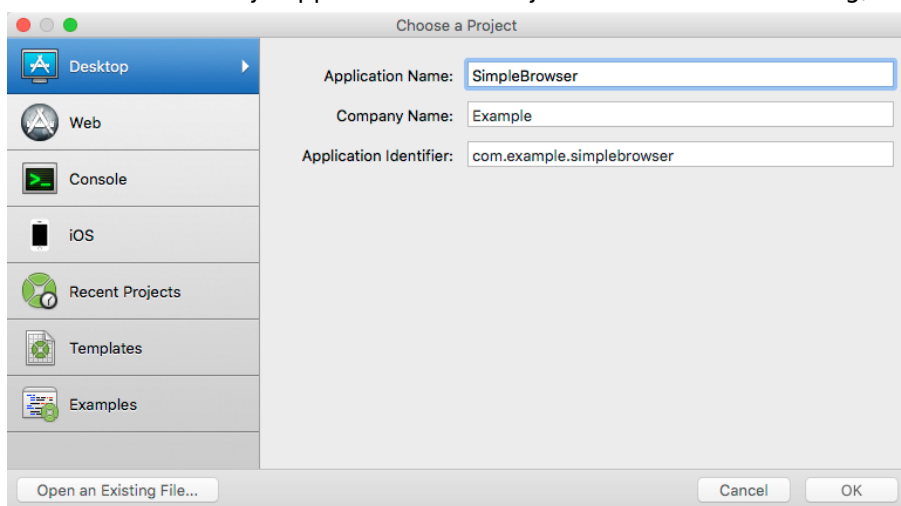 Choose a Project
Desktop
Web
Console
iOS
Recent Projects
Templates
Examples
Application Name: SimpleBrowser
Company Name: Example
Application Identifier: com.example.simplebrowser
Open an Existing File...
Cancel
OK